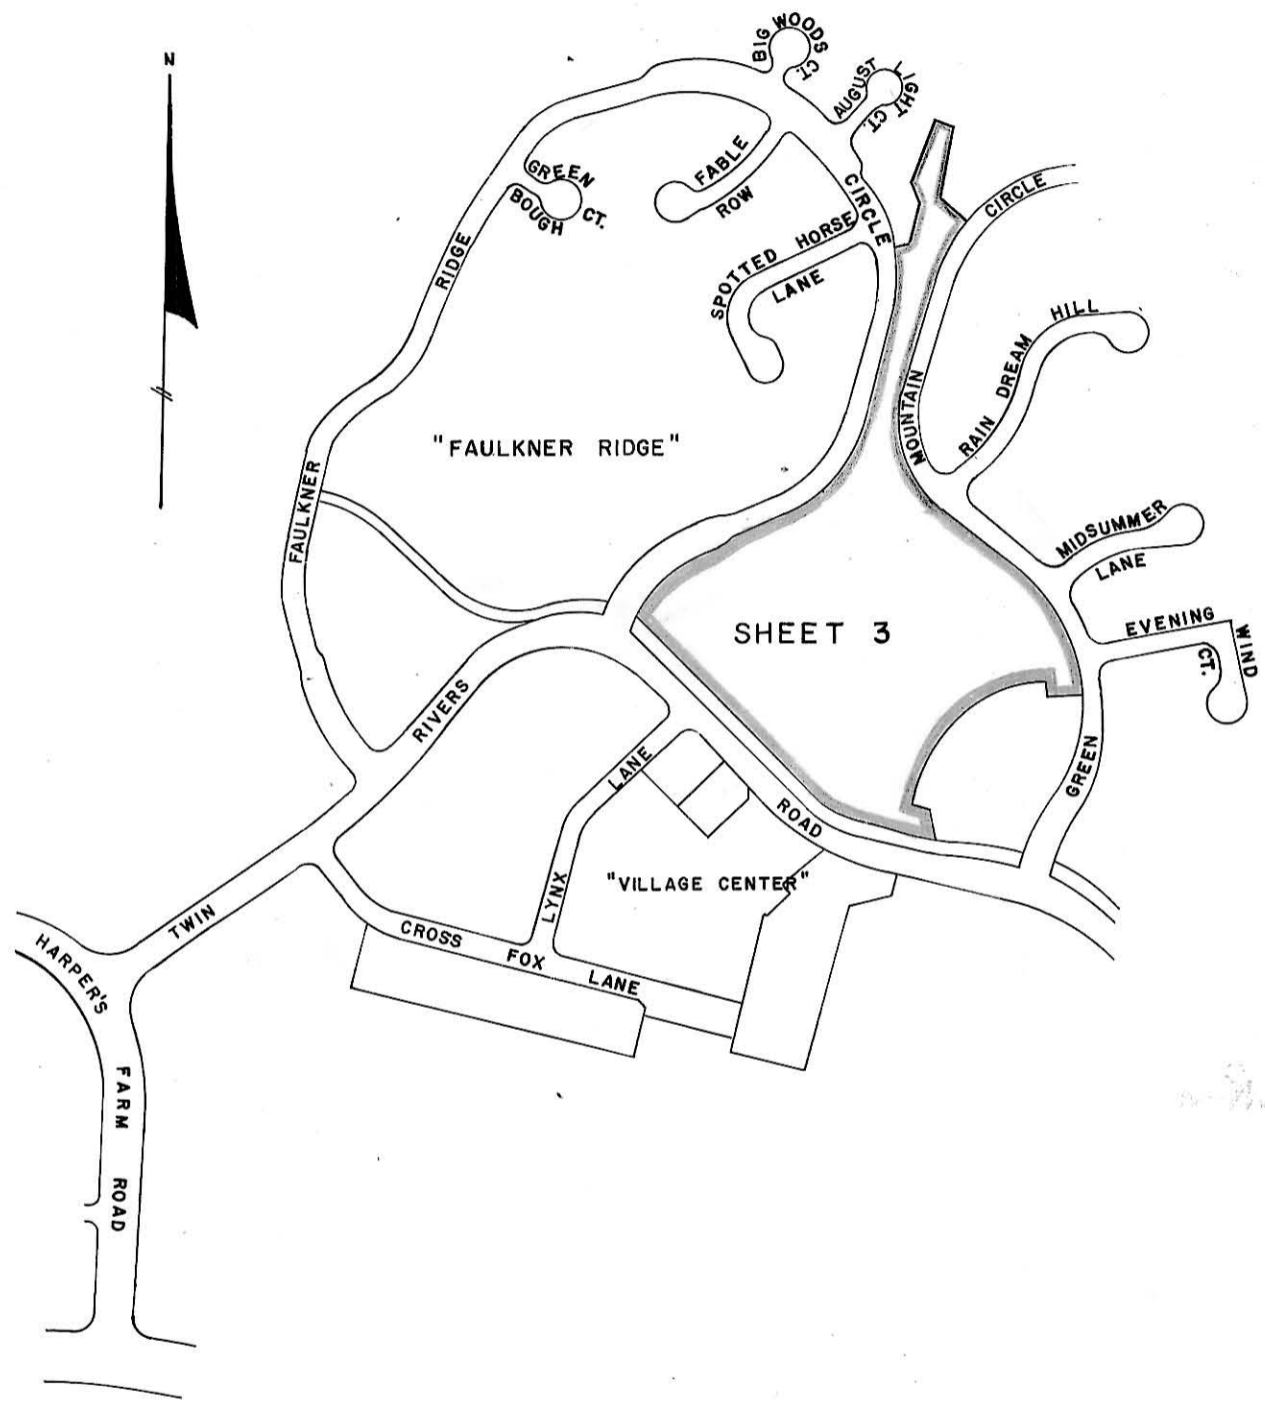 N
BIG WOODS CT.
AUGUST LIGHT CT.
GREEN BOUGH CT.
FABLE ROW
SPOTTED HORSE LANE
FAULKNER RIDGE CIRCLE
GREEN MOUNTAIN CIRCLE
RAIN DREAM HILL
"FAULKNER RIDGE"
MIDSUMMER LANE
EVENING WIND CT.
SHEET 3
TWIN RIVERS ROAD
LYNX LANE
"VILLAGE CENTER"
CROSS FOX LANE
HARPER'S FARM ROAD